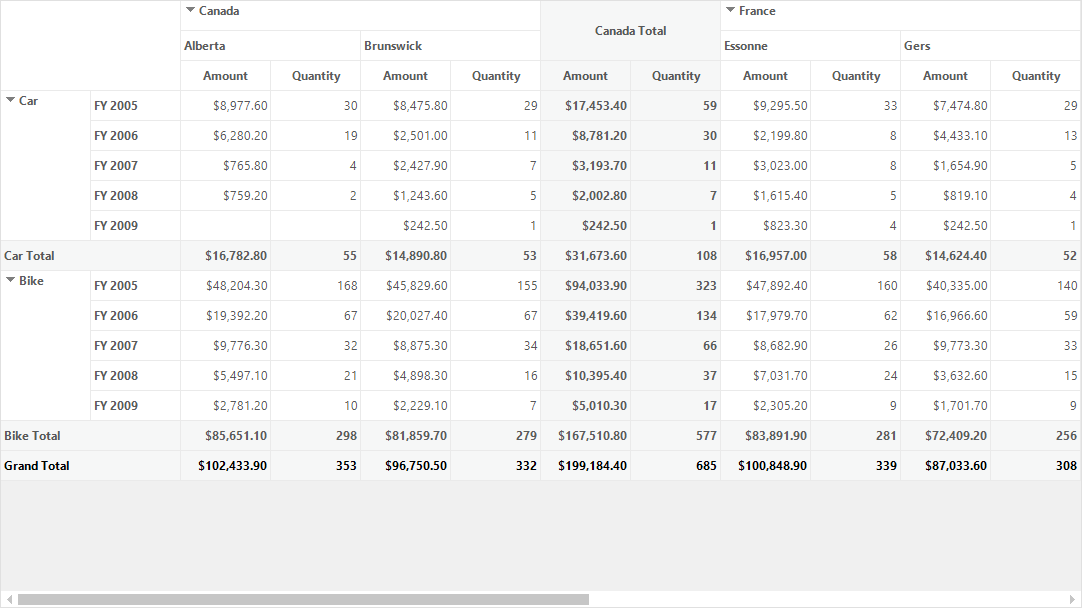 Canada France
Canada Total
Alberta Brunswick Essonne Gers
Amount Quantity Amount Quantity Amount Quantity Amount Quantity Amount Quantity
Car FY 2005 $8,977.60 30 $8,475.80 29 $17,453.40 59 $9,295.50 33 $7,474.80 29
FY 2006 $6,280.20 19 $2,501.00 11 $8,781.20 30 $2,199.80 8 $4,433.10 13
FY 2007 $765.80 4 $2,427.90 7 $3,193.70 11 $3,023.00 8 $1,654.90 5
FY 2008 $759.20 2 $1,243.60 5 $2,002.80 7 $1,615.40 5 $819.10 4
FY 2009 $242.50 1 $242.50 1 $823.30 4 $242.50 1
Car Total $16,782.80 55 $14,890.80 53 $31,673.60 108 $16,957.00 58 $14,624.40 52
Bike FY 2005 $48,204.30 168 $45,829.60 155 $94,033.90 323 $47,892.40 160 $40,335.00 140
FY 2006 $19,392.20 67 $20,027.40 67 $39,419.60 134 $17,979.70 62 $16,966.60 59
FY 2007 $9,776.30 32 $8,875.30 34 $18,651.60 66 $8,682.90 26 $9,773.30 33
FY 2008 $5,497.10 21 $4,898.30 16 $10,395.40 37 $7,031.70 24 $3,632.60 15
FY 2009 $2,781.20 10 $2,229.10 7 $5,010.30 17 $2,305.20 9 $1,701.70 9
Bike Total $85,651.10 298 $81,859.70 279 $167,510.80 577 $83,891.90 281 $72,409.20 256
Grand Total $102,433.90 353 $96,750.50 332 $199,184.40 685 $100,848.90 339 $87,033.60 308